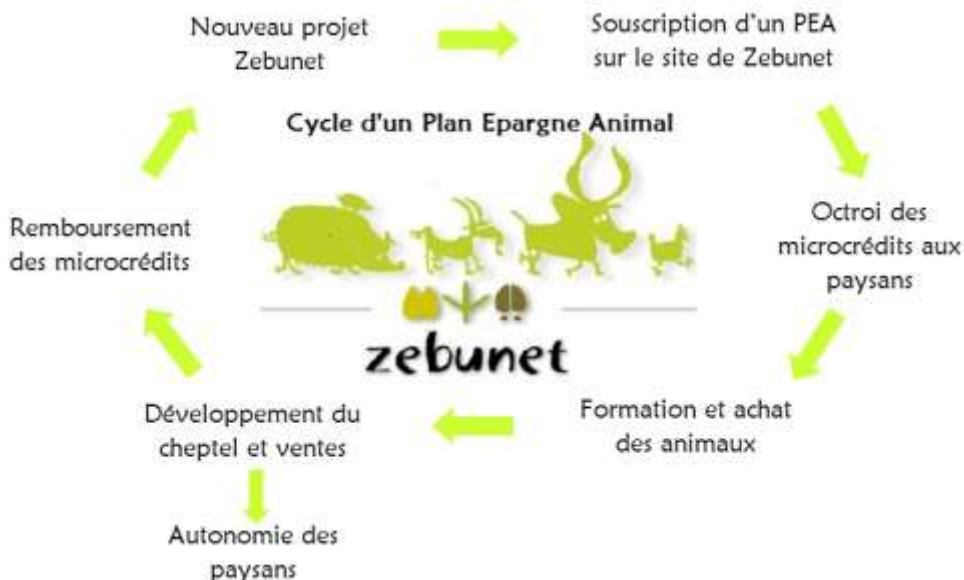 Nouveau projet
Zebunet
Souscription d'un PEA
sur le site de Zebunet
Cycle d'un Plan Epargne Animal
Octroi des
microcrédits aux
paysans
Remboursement
des microcrédits
zebunet
Formation et achat
des animaux
Développement du
cheptel et ventes
Autonomie des
paysans